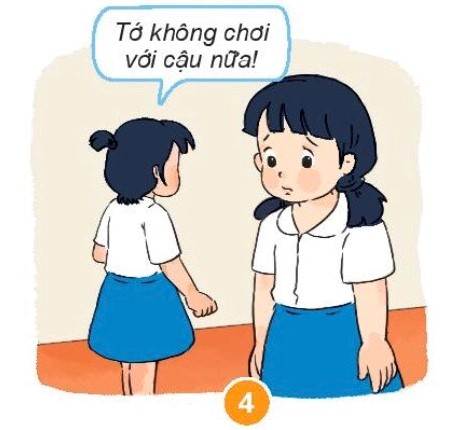 Tớ không chơi
với cậu nữa!
4